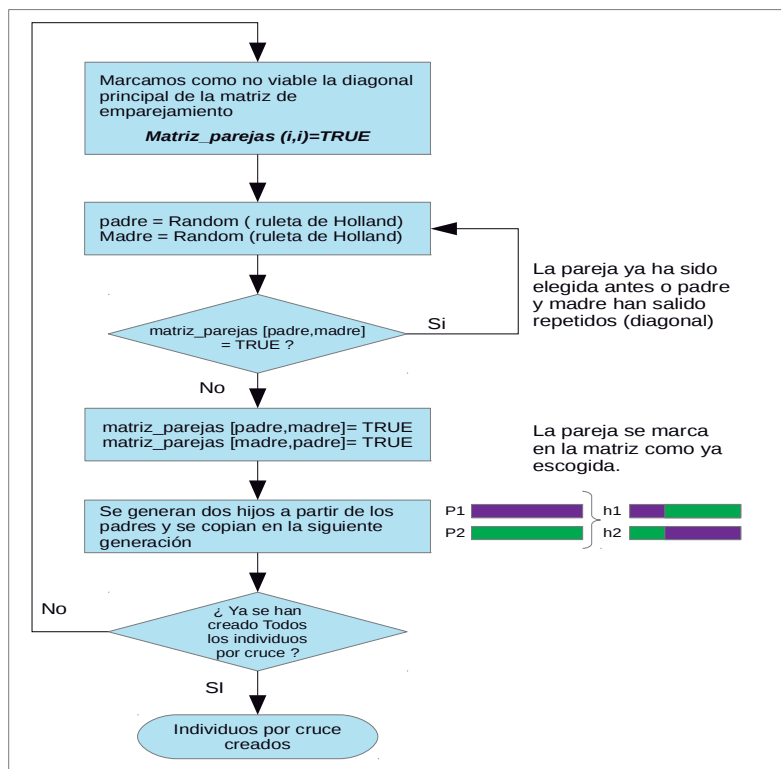 Marcamos como no viable la diagonal
principal de la matriz de
emparejamiento
Matriz_parejas (i,i)=TRUE
padre = Random ( ruleta de Holland)
Madre = Random (ruleta de Holland)
La pareja ya ha sido
elegida antes o padre
y madre han salido
repetidos (diagonal)
matriz_parejas [padre,madre]
= TRUE ?
Si
No
matriz_parejas [padre,madre]= TRUE
matriz_parejas [madre,padre]= TRUE
La pareja se marca
en la matriz como ya
escogida.
Se generan dos hijos a partir de los
padres y se copian en la siguiente
generación
P1
h1
P2
h2
¿ Ya se han
creado Todos
los individuos
por cruce ?
No
SI
Individuos por cruce
creados